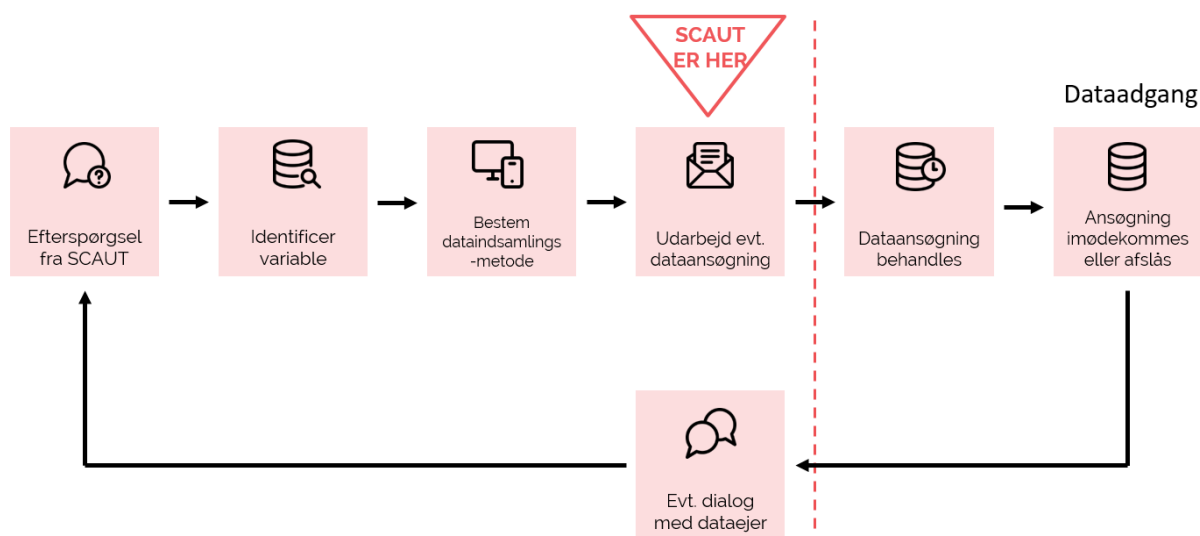 SCAUT
ER HER
Dataadgang
Efterspørgsel
fra SCAUT
Identificer
variable
Bestem
dataindsamlings
-metode
Udarbejd evt.
dataansøgning
Dataansøgning
behandles
Ansøgning
imødekommes
eller afslås
Evt. dialog
med dataejer